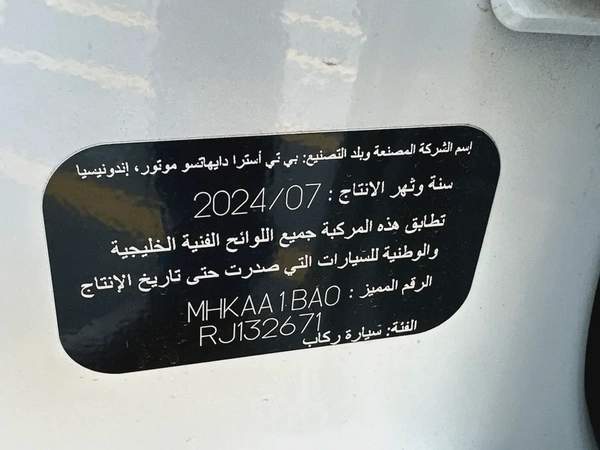 إسم الشركة المصنعة وبلد التصنيع: بي تي أسترا دايهاتسو موتور، إندونيسيا
سنة وشهر الانتاج : 2024/07
تطابق هذه المركبة جميع اللوائح الفنية الخليجية
والوطنية للسيارات التي صدرت حتى تاريخ الإنتاج
الرقم المميز : MHKAA1BA0
RJ132671
الفئة: سيارة ركاب